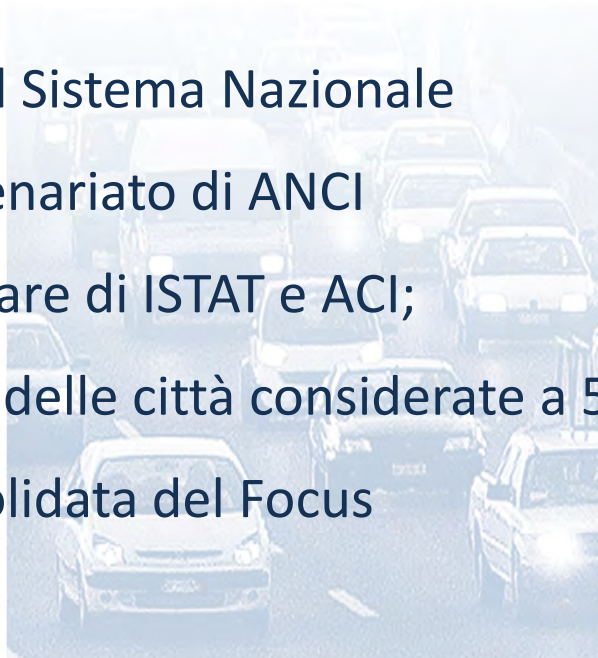 l Sistema Nazionale
enariato di ANCI
are di ISTAT e ACI;
delle città considerate a 5
olidata del Focus